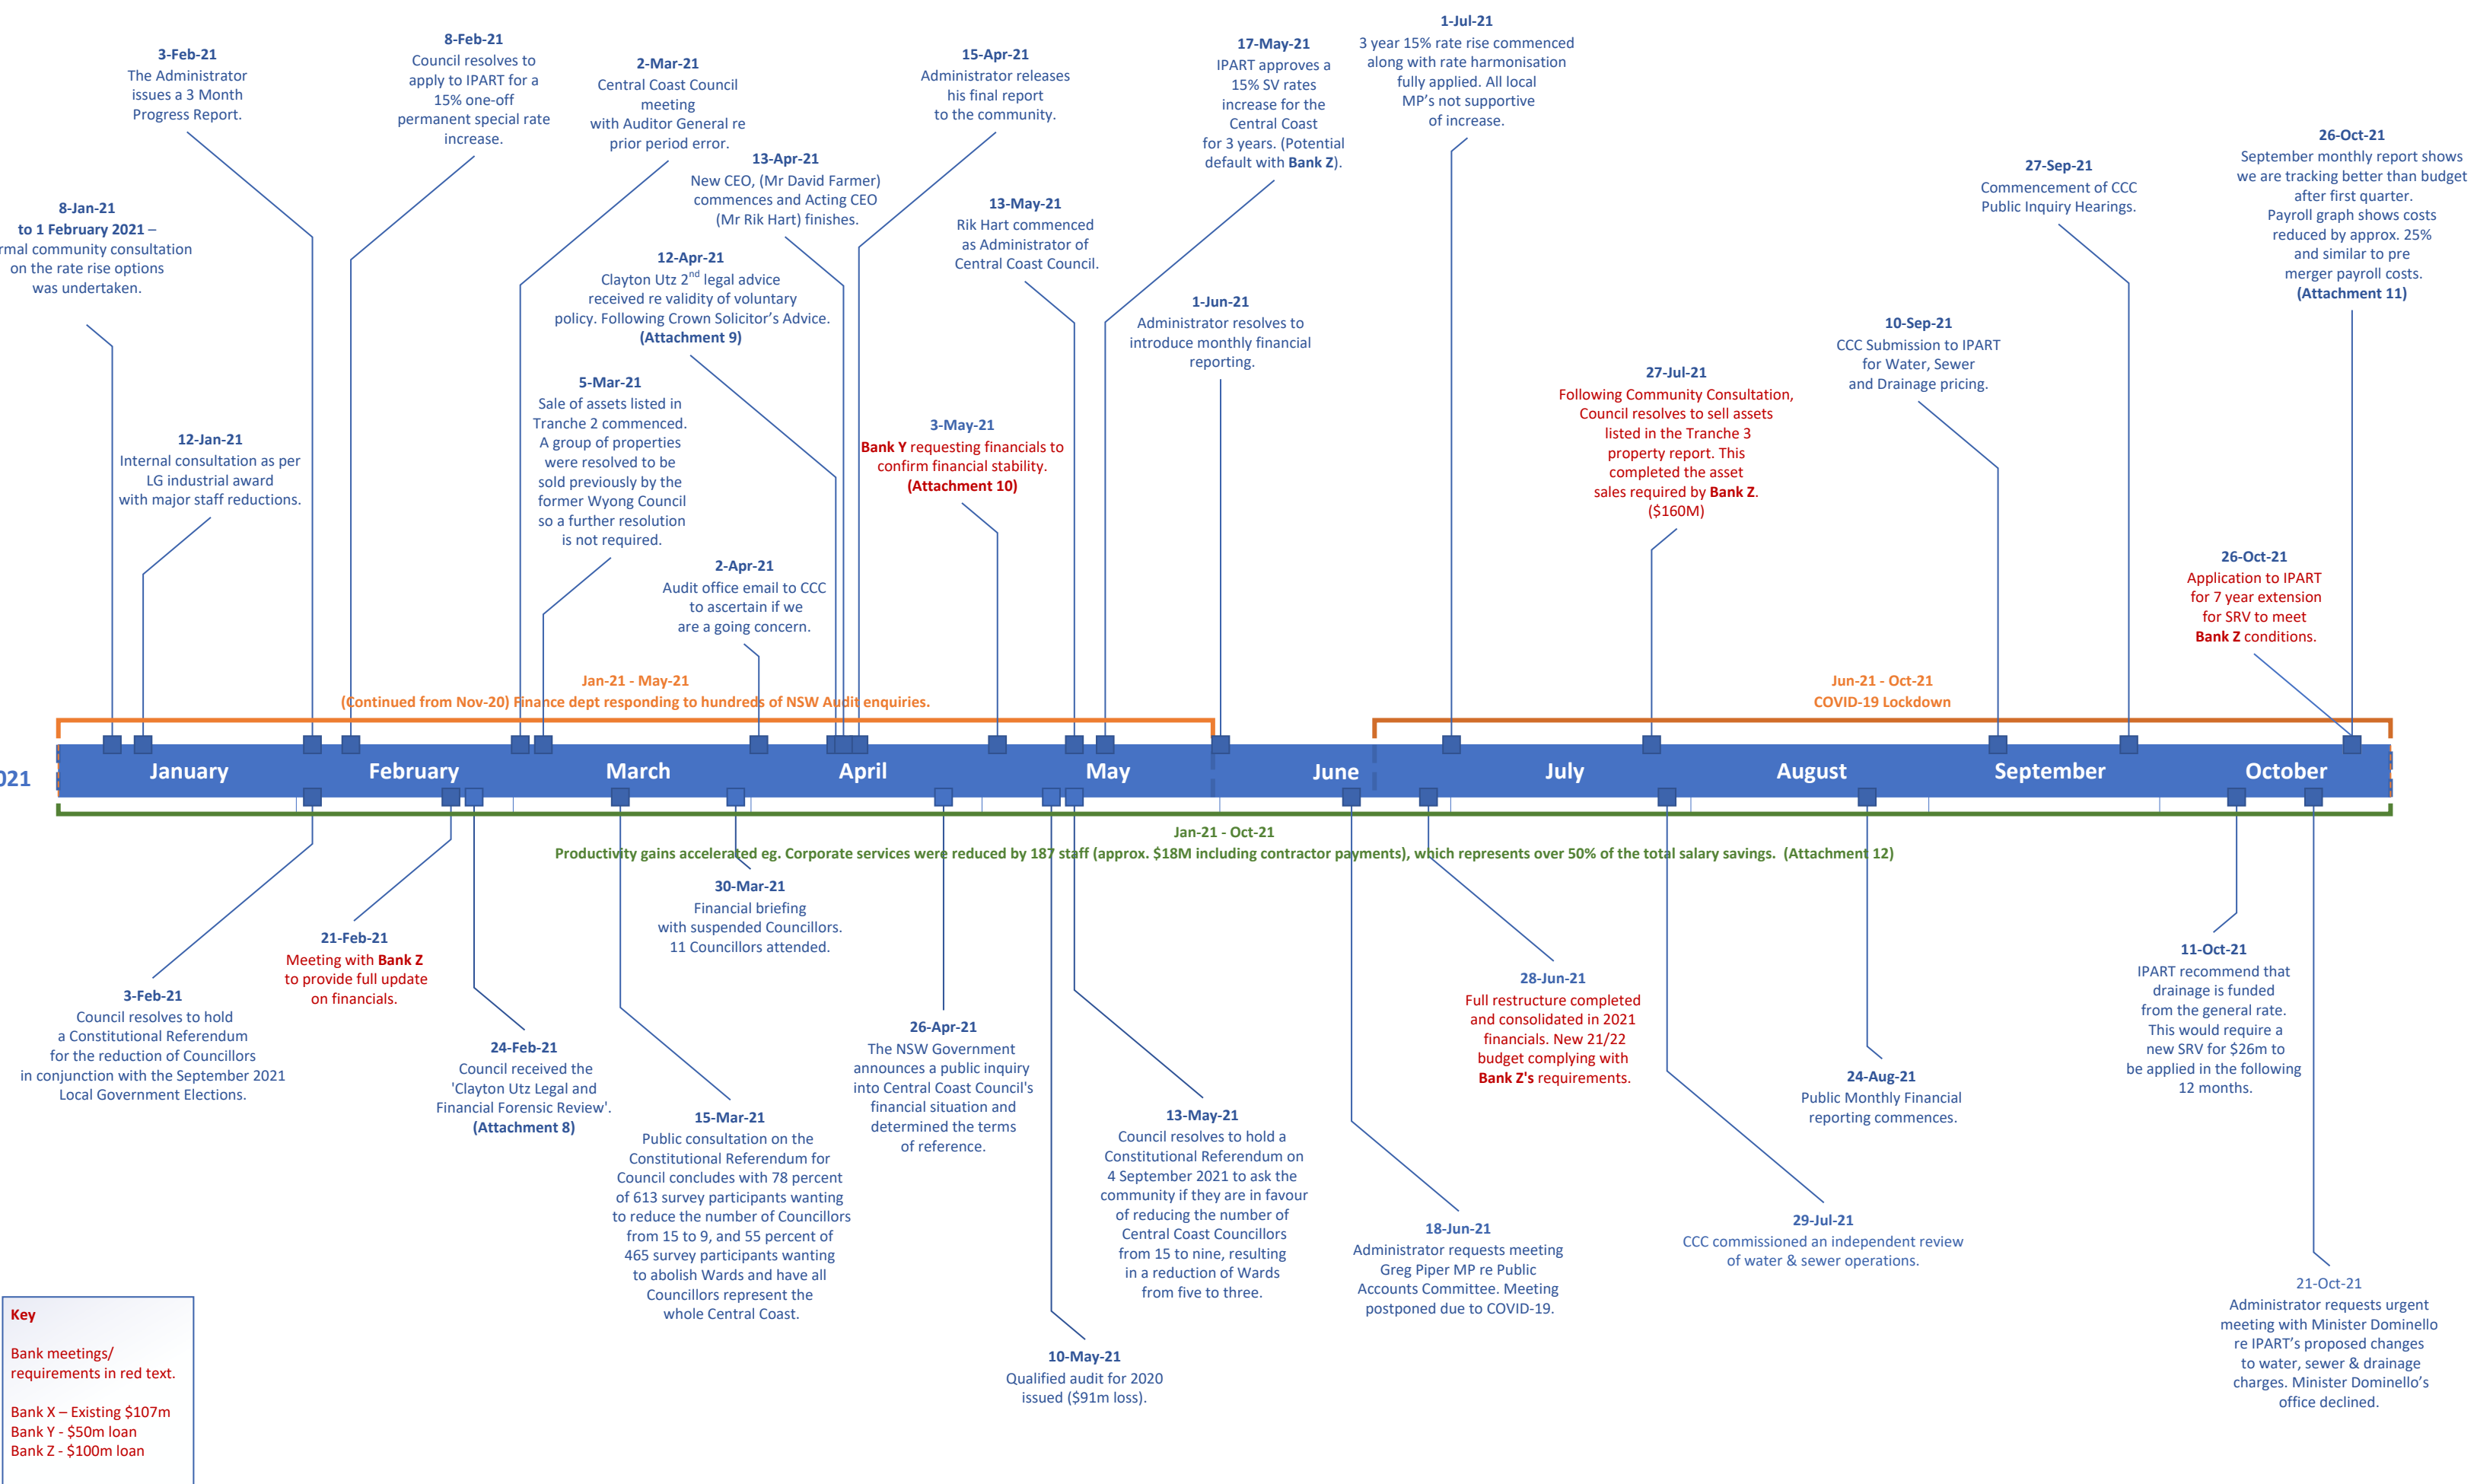 1-Jul-21
3 year 15% rate rise commenced
along with rate harmonisation
fully applied. All local
MP's not supportive
of increase.
8-Feb-21
Council resolves to
apply to IPART for a
15% one-off
permanent special rate
increase.
17-May-21
IPART approves a
15% SV rates
increase for the
Central Coast
for 3 years. (Potential
default with Bank Z).
3-Feb-21
The Administrator
issues a 3 Month
Progress Report.
2-Mar-21
Central Coast Council
meeting
with Auditor General re
prior period error.
15-Apr-21
Administrator releases
his final report
to the community.
26-Oct-21
September monthly report shows
we are tracking better than budget
after first quarter.
Payroll graph shows costs
reduced by approx. 25%
and similar to pre
merger payroll costs.
(Attachment 11)
13-Apr-21
New CEO, (Mr David Farmer)
commences and Acting CEO
(Mr Rik Hart) finishes.
27-Sep-21
Commencement of CCC
Public Inquiry Hearings.
8-Jan-21
to 1 February 2021 –
rmal community consultation
on the rate rise options
was undertaken.
13-May-21
Rik Hart commenced
as Administrator of
Central Coast Council.
12-Apr-21
Clayton Utz 2nd legal advice
received re validity of voluntary
policy. Following Crown Solicitor's Advice.
(Attachment 9)
1-Jun-21
Administrator resolves to
introduce monthly financial
reporting.
10-Sep-21
CCC Submission to IPART
for Water, Sewer
and Drainage pricing.
5-Mar-21
Sale of assets listed in
Tranche 2 commenced.
A group of properties
were resolved to be
sold previously by the
former Wyong Council
so a further resolution
is not required.
27-Jul-21
Following Community Consultation,
Council resolves to sell assets
listed in the Tranche 3
property report. This
completed the asset
sales required by Bank Z.
($160M)
12-Jan-21
Internal consultation as per
LG industrial award
with major staff reductions.
3-May-21
Bank Y requesting financials to
confirm financial stability.
(Attachment 10)
2-Apr-21
Audit office email to CCC
to ascertain if we
are a going concern.
26-Oct-21
Application to IPART
for 7 year extension
for SRV to meet
Bank Z conditions.
Jan-21 - May-21
(Continued from Nov-20) Finance dept responding to hundreds of NSW Audit enquiries.
Jun-21 - Oct-21
COVID-19 Lockdown
021
January
February
March
April
May
June
July
August
September
October
Jan-21 - Oct-21
Productivity gains accelerated eg. Corporate services were reduced by 187 staff (approx. $18M including contractor payments), which represents over 50% of the total salary savings. (Attachment 12)
30-Mar-21
Financial briefing
with suspended Councillors.
11 Councillors attended.
21-Feb-21
Meeting with Bank Z
to provide full update
on financials.
3-Feb-21
Council resolves to hold
a Constitutional Referendum
for the reduction of Councillors
in conjunction with the September 2021
Local Government Elections.
24-Feb-21
Council received the
'Clayton Utz Legal and
Financial Forensic Review'.
(Attachment 8)
15-Mar-21
Public consultation on the
Constitutional Referendum for
Council concludes with 78 percent
of 613 survey participants wanting
to reduce the number of Councillors
from 15 to 9, and 55 percent of
465 survey participants wanting
to abolish Wards and have all
Councillors represent the
whole Central Coast.
26-Apr-21
The NSW Government
announces a public inquiry
into Central Coast Council's
financial situation and
determined the terms
of reference.
10-May-21
Qualified audit for 2020
issued ($91m loss).
13-May-21
Council resolves to hold a
Constitutional Referendum on
4 September 2021 to ask the
community if they are in favour
of reducing the number of
Central Coast Councillors
from 15 to nine, resulting
in a reduction of Wards
from five to three.
28-Jun-21
Full restructure completed
and consolidated in 2021
financials. New 21/22
budget complying with
Bank Z's requirements.
18-Jun-21
Administrator requests meeting
Greg Piper MP re Public
Accounts Committee. Meeting
postponed due to COVID-19.
24-Aug-21
Public Monthly Financial
reporting commences.
29-Jul-21
CCC commissioned an independent review
of water & sewer operations.
11-Oct-21
IPART recommend that
drainage is funded
from the general rate.
This would require a
new SRV for $26m to
be applied in the following
12 months.
21-Oct-21
Administrator requests urgent
meeting with Minister Dominello
re IPART's proposed changes
to water, sewer & drainage
charges. Minister Dominello's
office declined.
Key
Bank meetings/
requirements in red text.
Bank X – Existing $107m
Bank Y - $50m loan
Bank Z - $100m loan